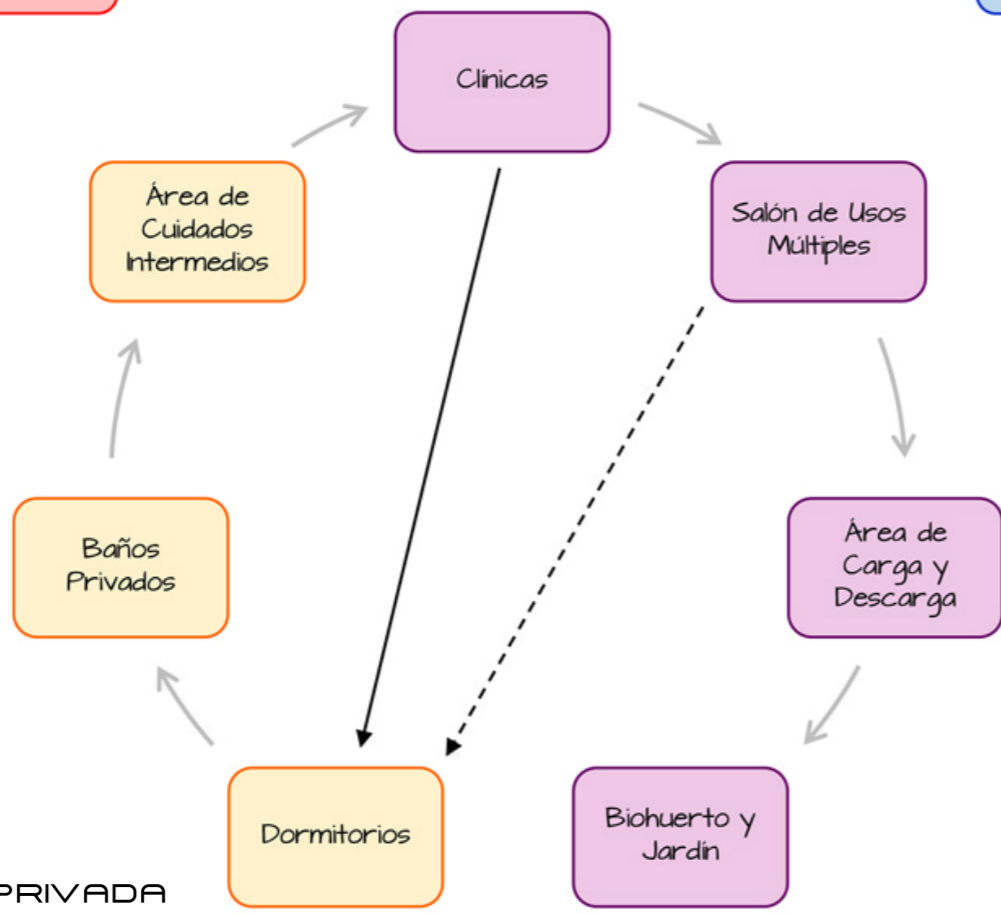 Clínicas
Área de
Cuidados
Intermedios
Salón de Usos
Múltiples
Baños
Privados
Área de
Carga y
Descarga
Dormitorios
Biohuerto y
Jardín
PRIVADA